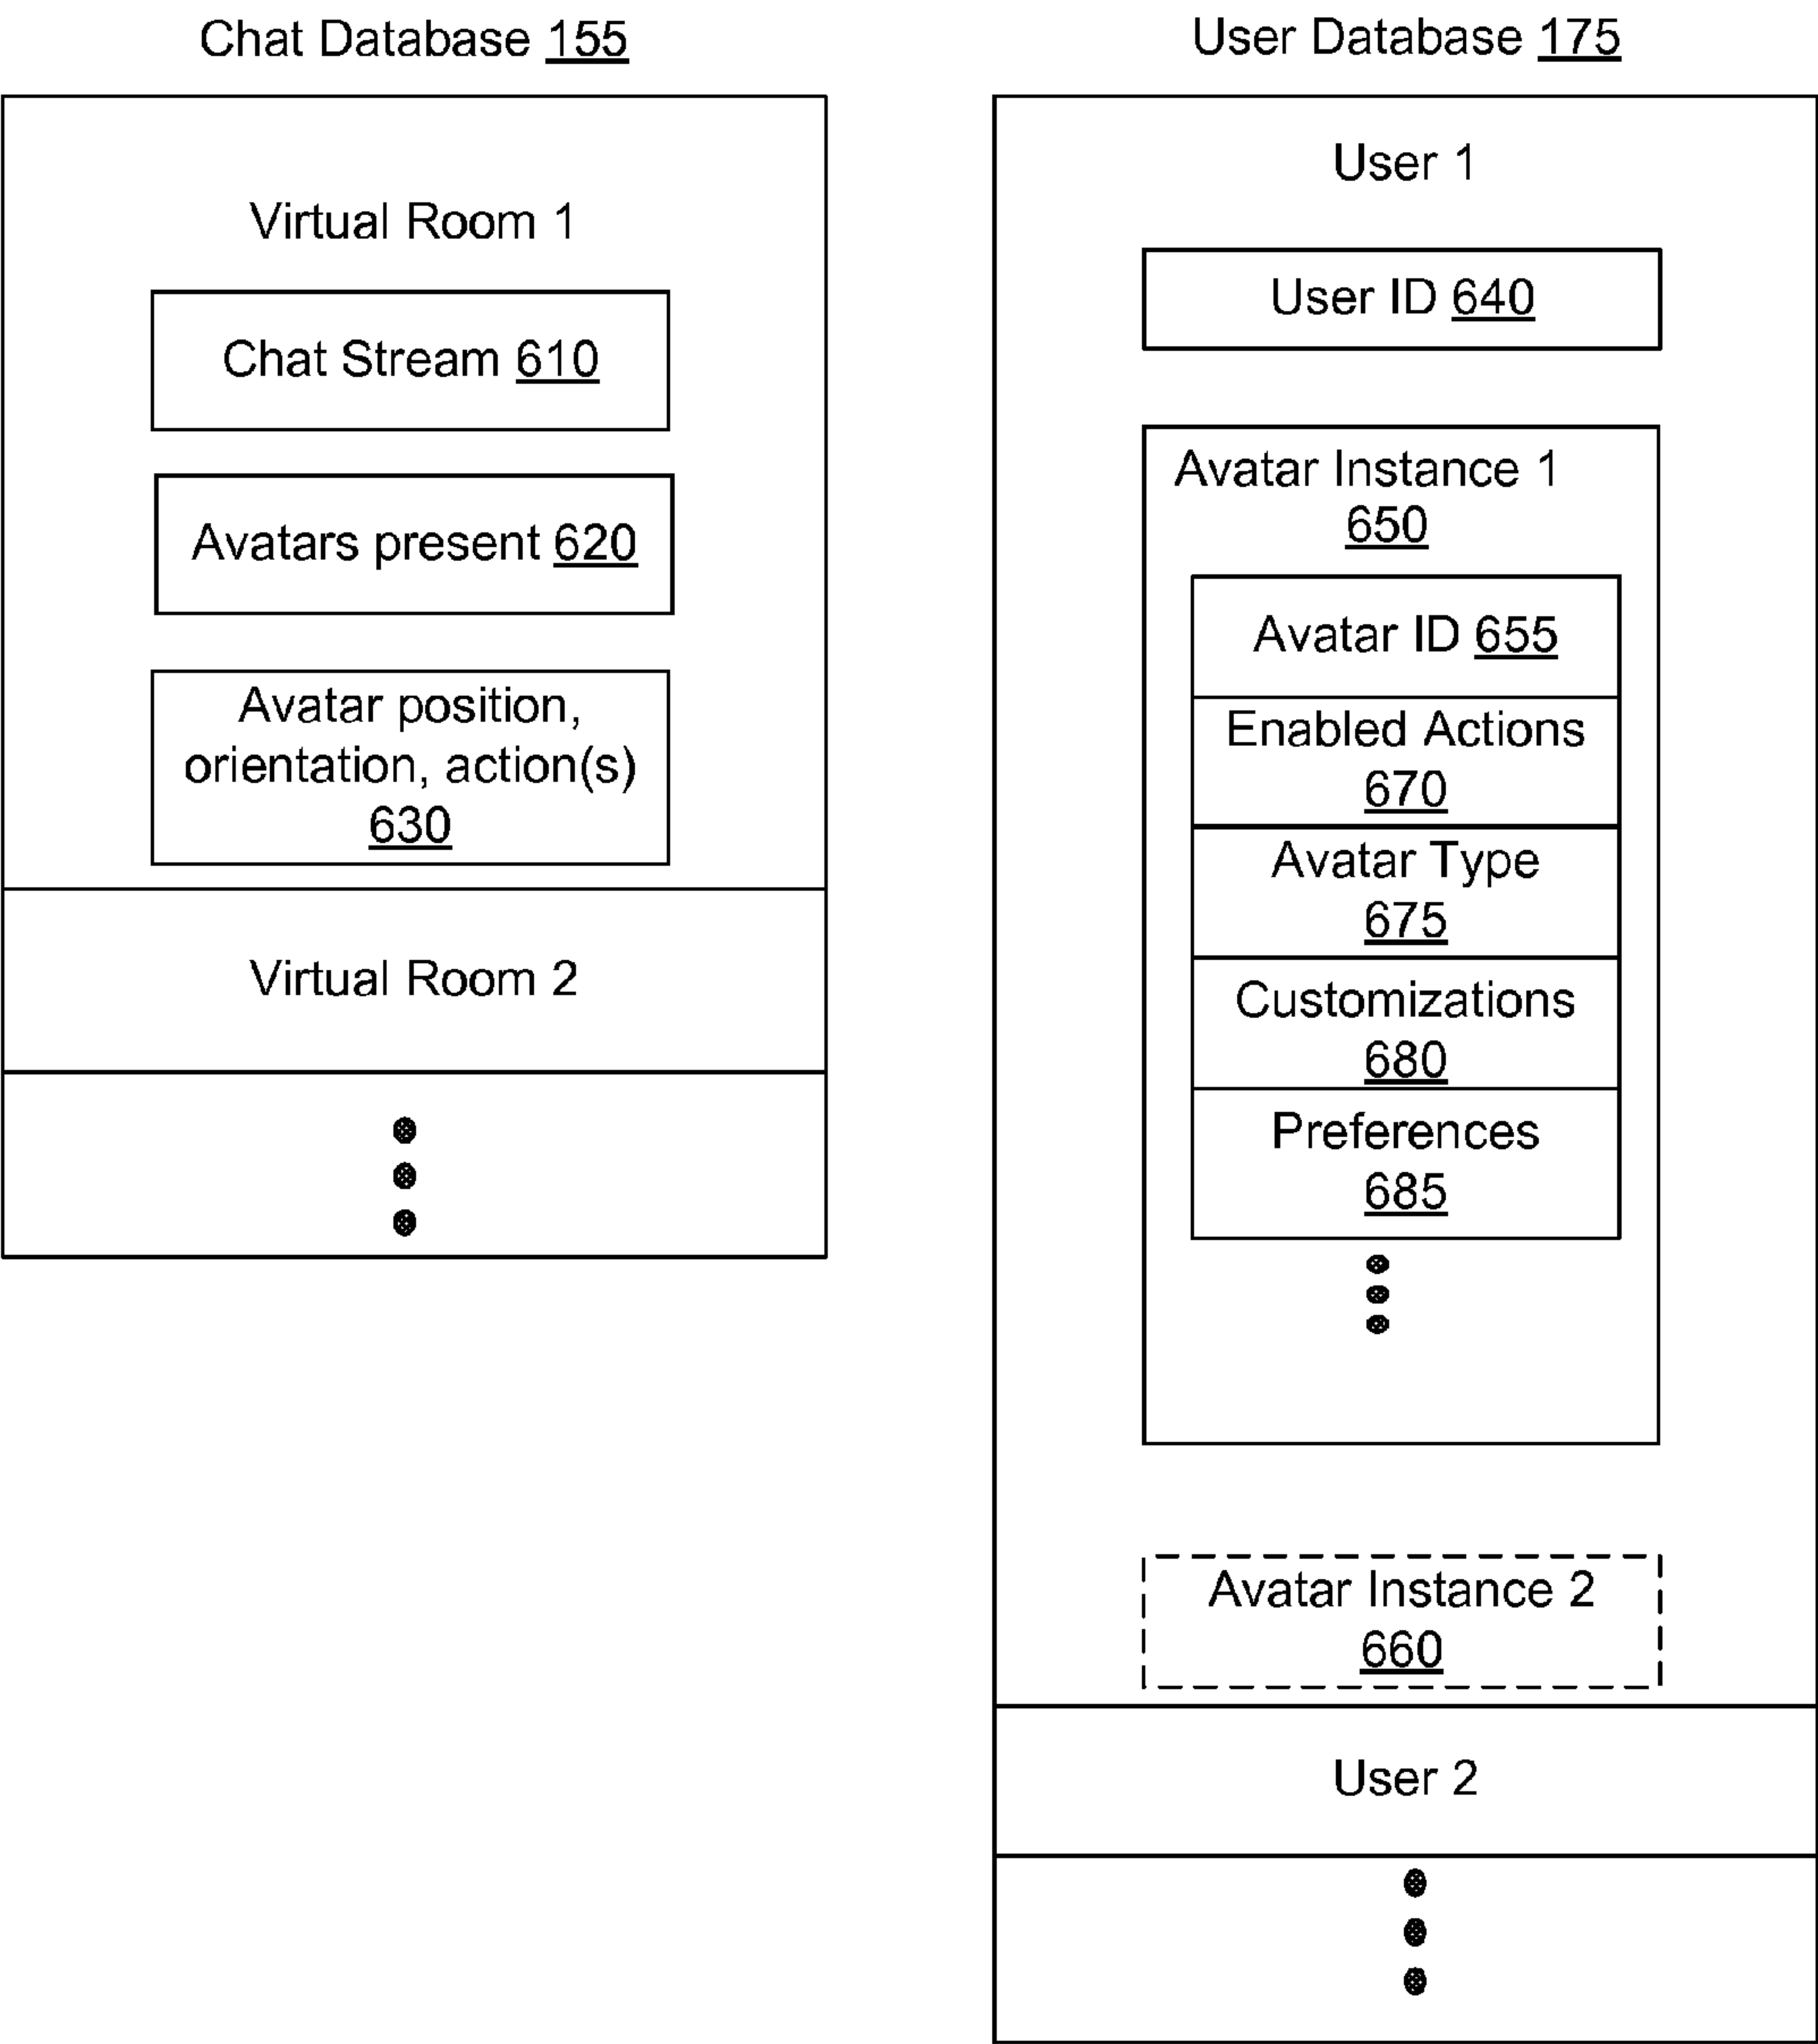 Chat Database 155
Virtual Room 1
Chat Stream 610
Avatars present 620
Avatar position,
orientation, action(s)
630
Virtual Room 2
User Database 175
User 1
User ID 640
Avatar Instance 1
650
Avatar ID 655
Enabled Actions
670
Avatar Type
675
Customizations
680
Preferences
685
Avatar Instance 2
660
User 2